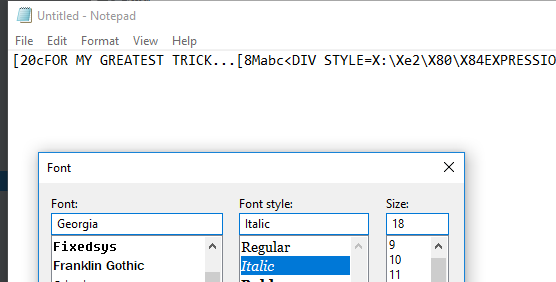 Untitled - Notepad
File Edit Format View Help
[20cFOR MY GREATEST TRICK...[8Mabc<DIV STYLE=X:\Xe2\X80\X84EXPRESSIO
Font
Font: Font style: Size:
Georgia Italic 18
Fixedsys Regular 9
Franklin Gothic Italic 10
11